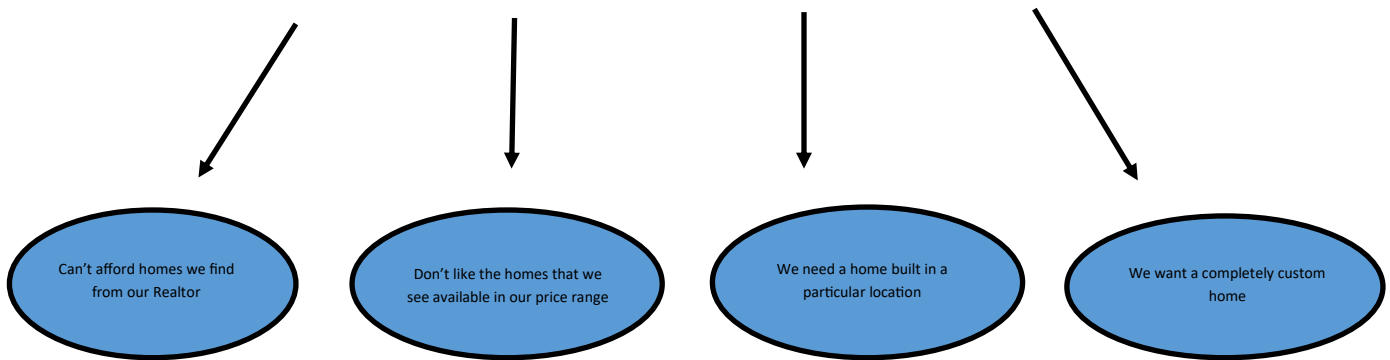 Can’t afford homes we find
from our Realtor
Don’t like the homes that we
see available in our price range
We need a home built in a
particular location
We want a completely custom
home